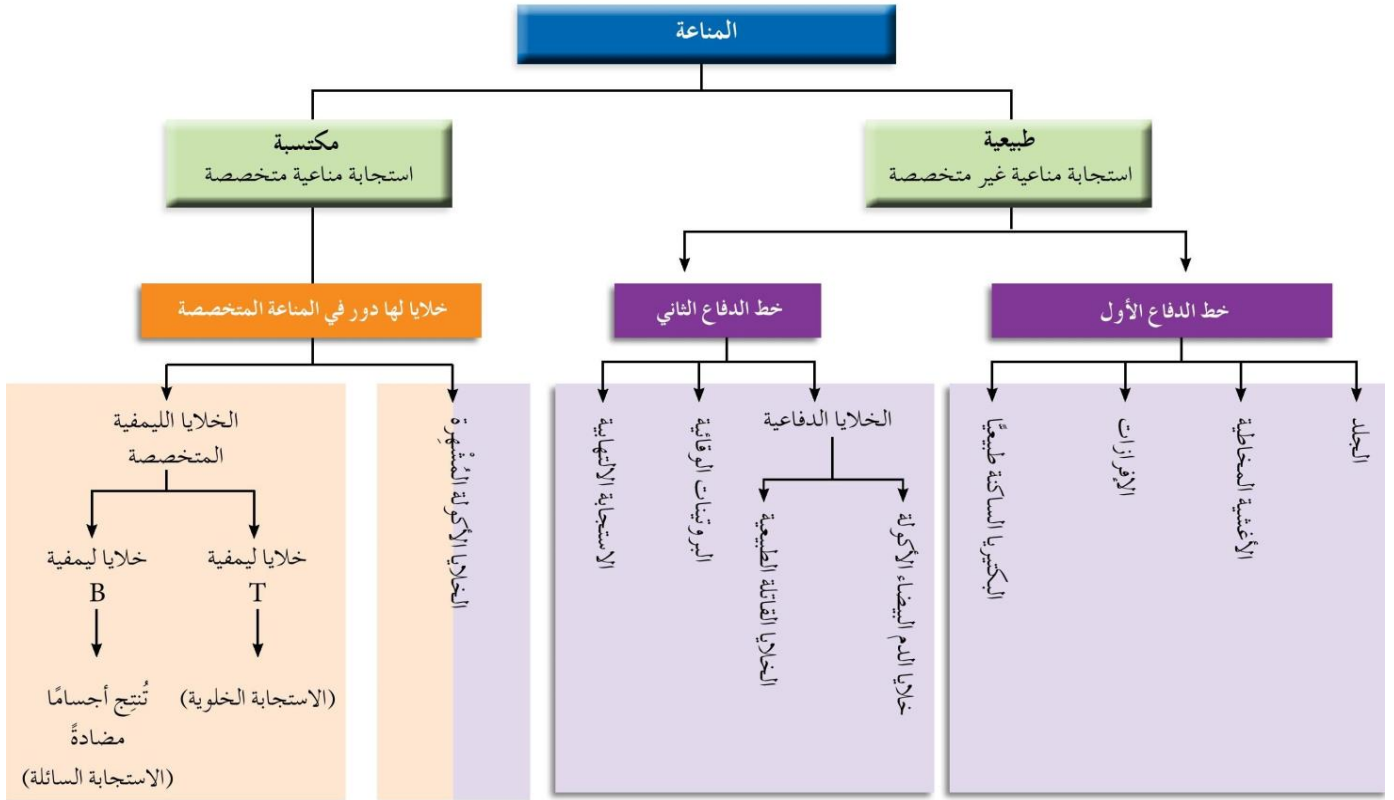 المناعة
طبيعية
استجابة مناعية غير متخصصة
مكتسبة
استجابة مناعية متخصصة
خط الدفاع الأول
خط الدفاع الثاني
خلايا لها دور في المناعة المتخصصة
الجلد
الأغشية المخاطية
الإفرازات
البكتيريا الساكنة طبيعيًّا
الخلايا الدفاعية
خلايا الدم البيضاء الأكولة
الخلايا القاتلة الطبيعية
البروتينات الوقائية
الاستجابة الالتهابية
الخلايا الأكولة المُشْهِرة
الخلايا الليمفية
المتخصصة
خلايا ليمفية
T
(الاستجابة الخلوية)
خلايا ليمفية
B
تُنتِج أجسامًا
مضادةً
(الاستجابة السائلة)